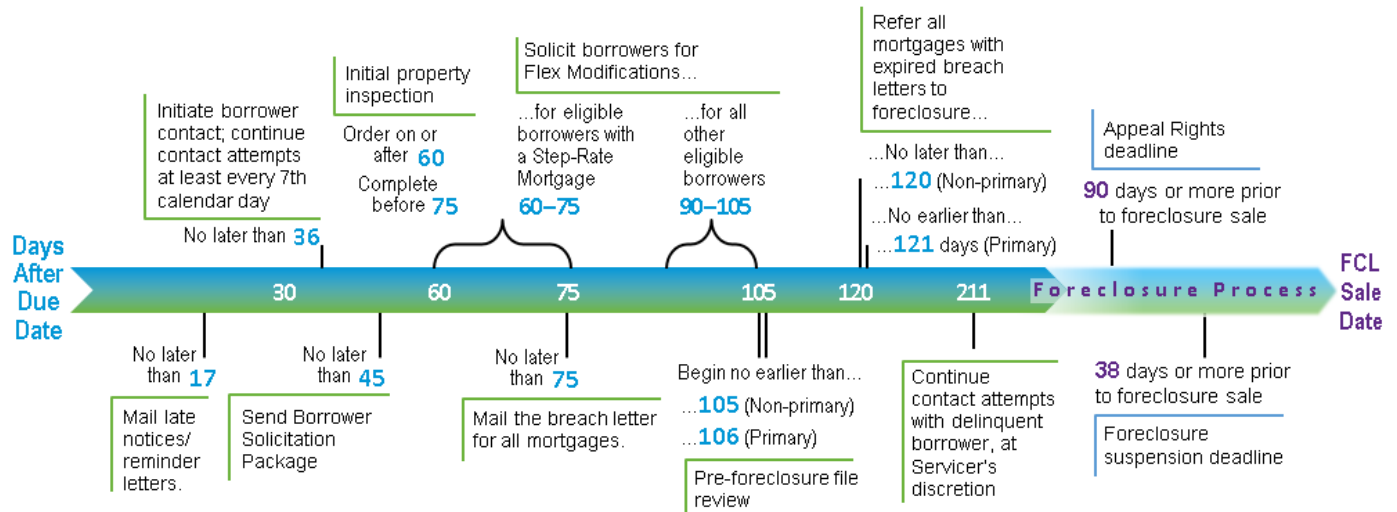 Initiate borrower
contact; continue
contact attempts
at least every 7th
calendar day
No later than 36
Initial property
inspection
Order on or
after 60
Complete
before 75
Solicit borrowers for
Flex Modifications...
...for eligible
borrowers with
a Step-Rate
Mortgage
60–75
...for all
other
eligible
borrowers
90–105
Refer all
mortgages with
expired breach
letters to
foreclosure...
...No later than...
...120 (Non-primary)
...No earlier than...
...121 days (Primary)
Appeal Rights
deadline
90 days or more prior
to foreclosure sale
Days
After
Due
Date
30
60
75
105
120
211
Foreclosure Process
FCL
Sale
Date
No later
than 17
Mail late
notices/
reminder
letters.
No later
than 45
Send Borrower
Solicitation
Package
No later
than 75
Mail the breach letter
for all mortgages.
Begin no earlier than...
...105 (Non-primary)
...106 (Primary)
Pre-foreclosure file
review
Continue
contact attempts
with delinquent
borrower, at
Servicer's
discretion
38 days or more prior
to foreclosure sale
Foreclosure
suspension deadline